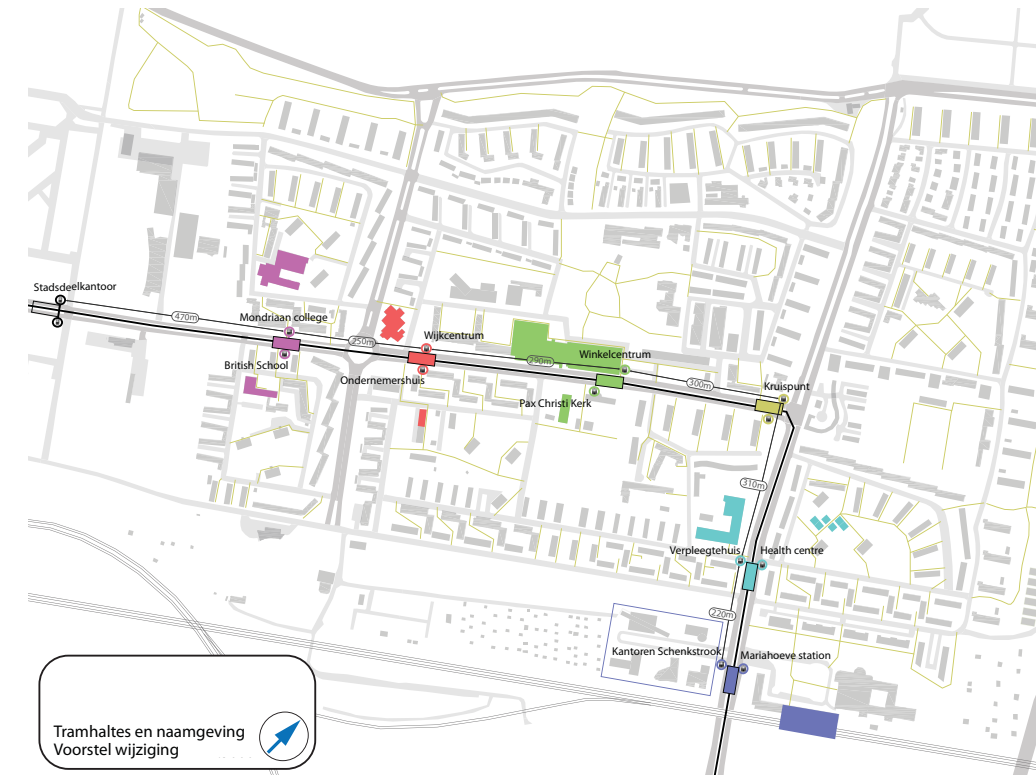 Stadsdeelkantoor
470m
Mondriaan college
British School
250m
Wijkcentrum
Ondernemershuis
290m
Winkelcentrum
Pax Christi Kerk
300m
Kruispunt
310m
Verpleegtehuis
Health centre
220m
Kantoren Schenkstrook
Mariahoeve station
Tramhaltes en naamgeving
Voorstel wijziging